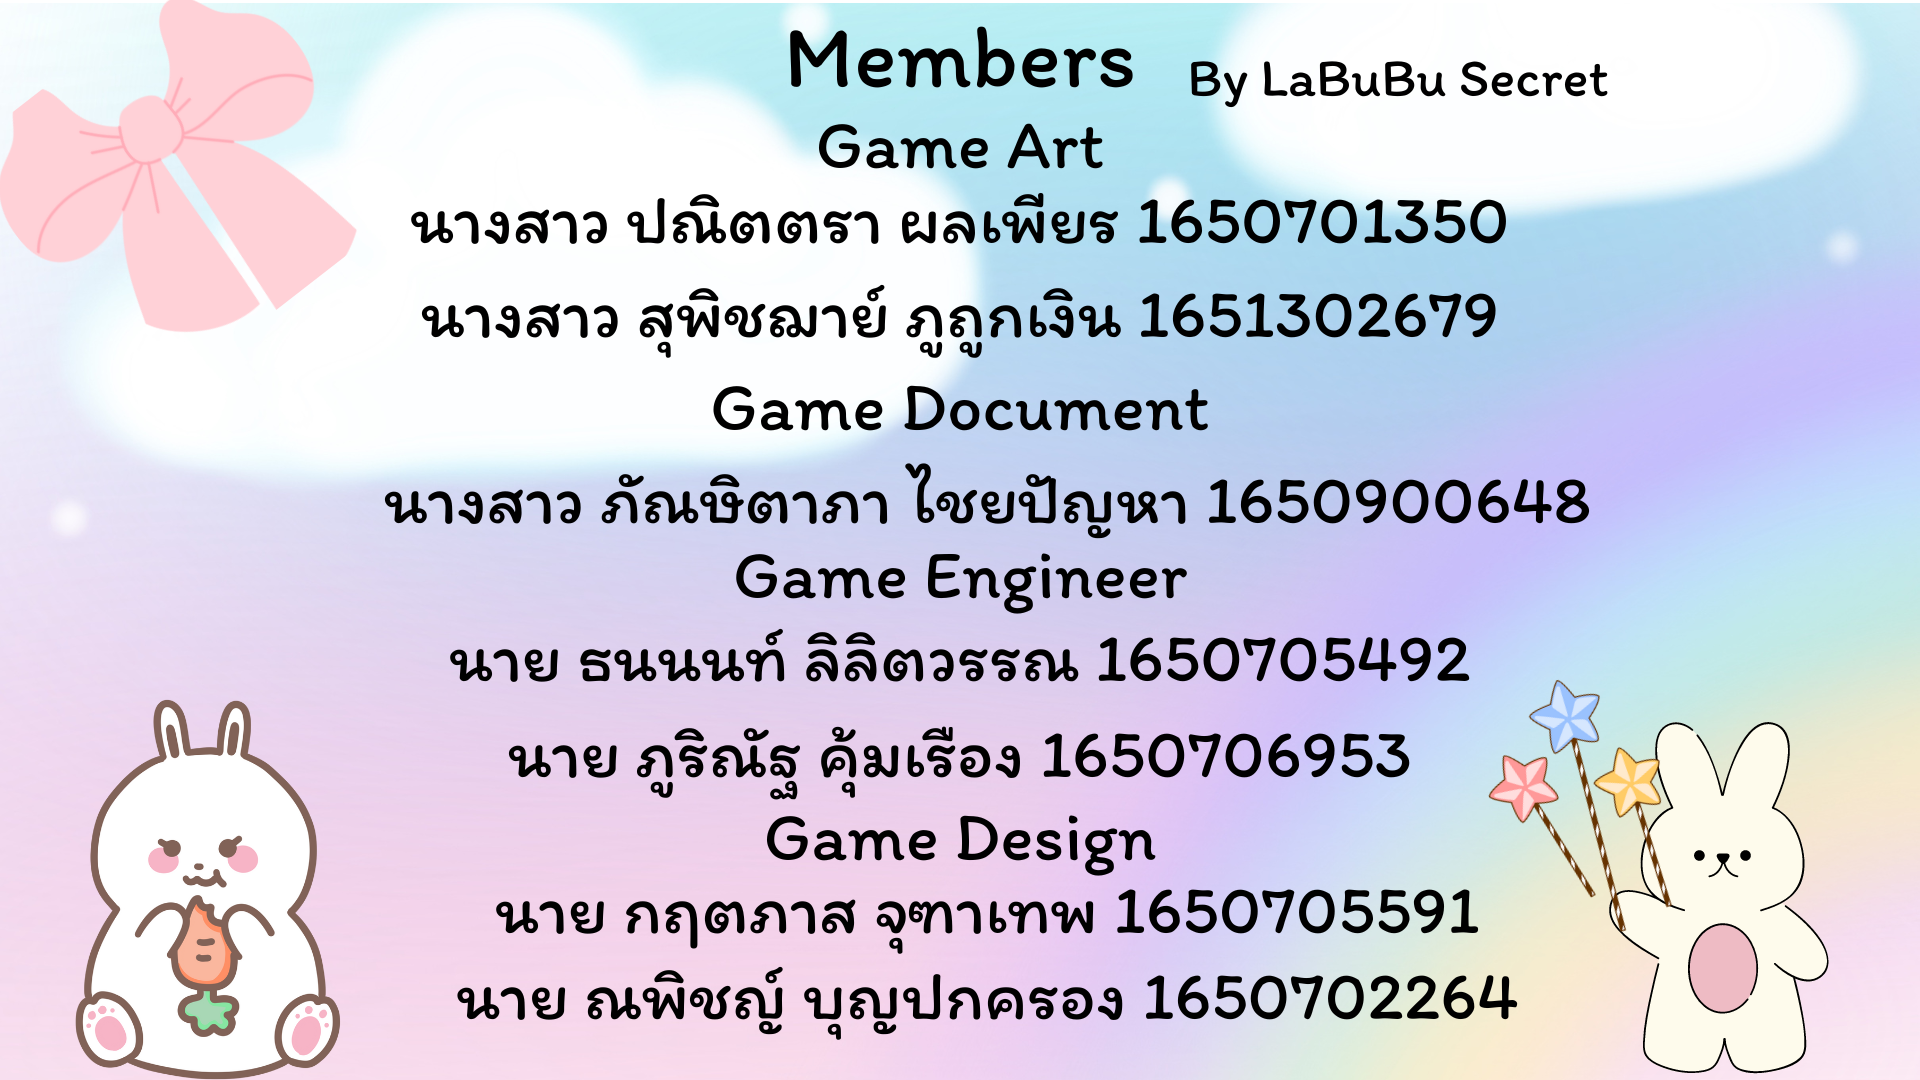 Members
By LaBuBu Secret
Game Art
นางสาว ปณิตตรา ผลเพียร 1650701350
นางสาว สุพิชฌาย์ ภูถูกเงิน 1651302679
Game Document
นางสาว ภัณษิตาภา ไชยปัญหา 1650900648
Game Engineer
นาย ธนนนท์ ลิลิตวรรณ 1650705492
นาย ภูริณัฐ คุ้มเรือง 1650706953
Game Design
นาย กฤตภาส จุฑาเทพ 1650705591
นาย ณพิชญ์ บุญปกครอง 1650702264